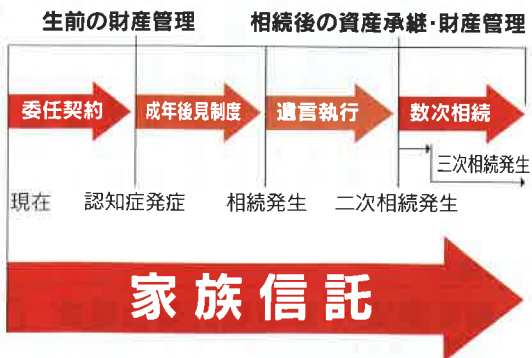 生前の財産管理
相続後の資産承継・財産管理
委任契約
成年後見制度
遺言執行
数次相続
三次相続発生
現在
認知症発症
相続発生
二次相続発生
家族信託